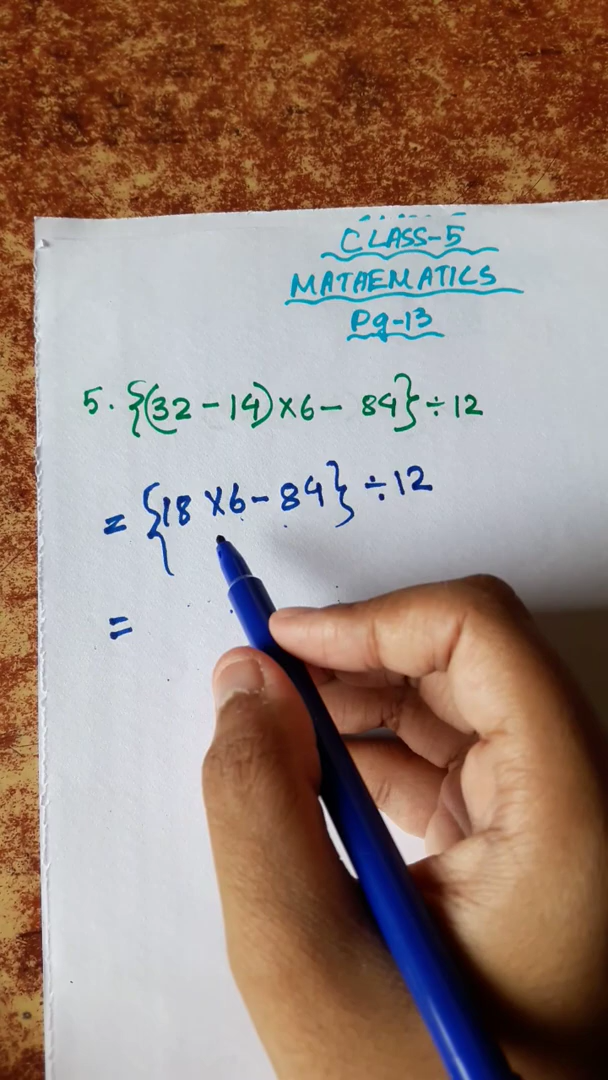 CLASS-5
MATHEMATICS
Pg-13
5. {(32-14)×6- 84}÷12
= {18×6-84}÷12
=